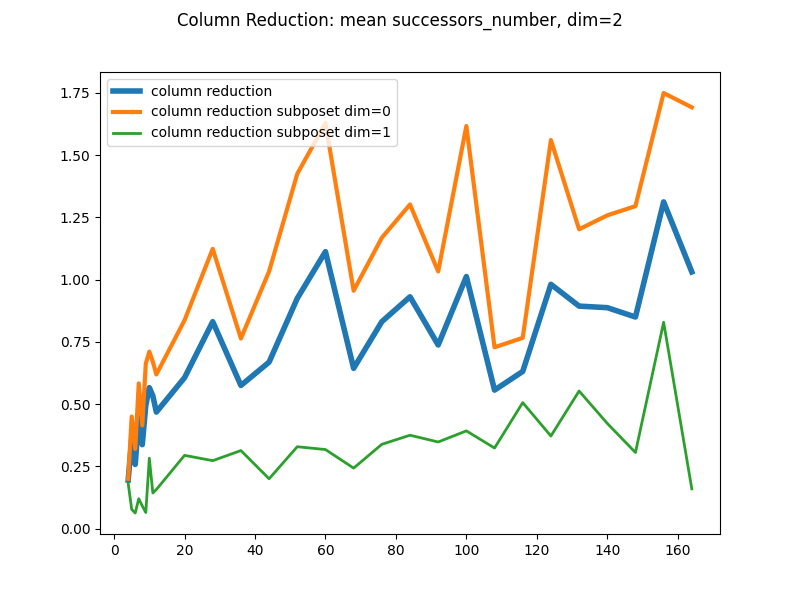 Column Reduction: mean successors_number, dim=2
column reduction
column reduction subposet dim=0
column reduction subposet dim=1
1.75
1.50
1.25
1.00
0.75
0.50
0.25
0.00
0 20 40 60 80 100 120 140 160